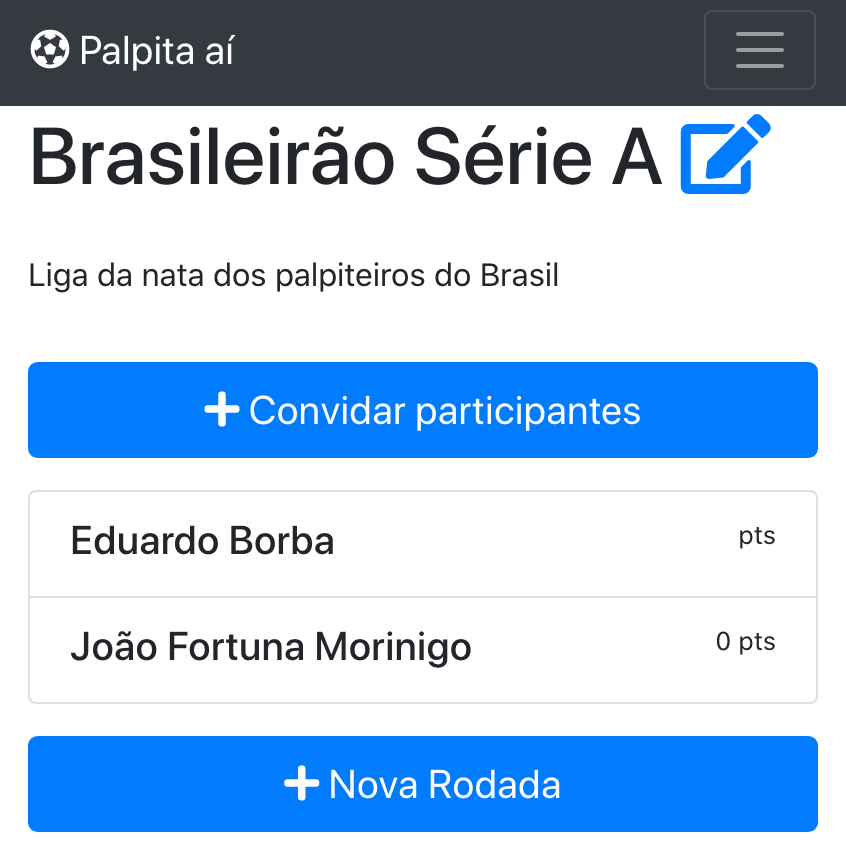 Palpita aí
Brasileirão Série A
Liga da nata dos palpiteiros do Brasil
Convidar participantes
Eduardo Borba pts
João Fortuna Morinigo 0 pts
Nova Rodada